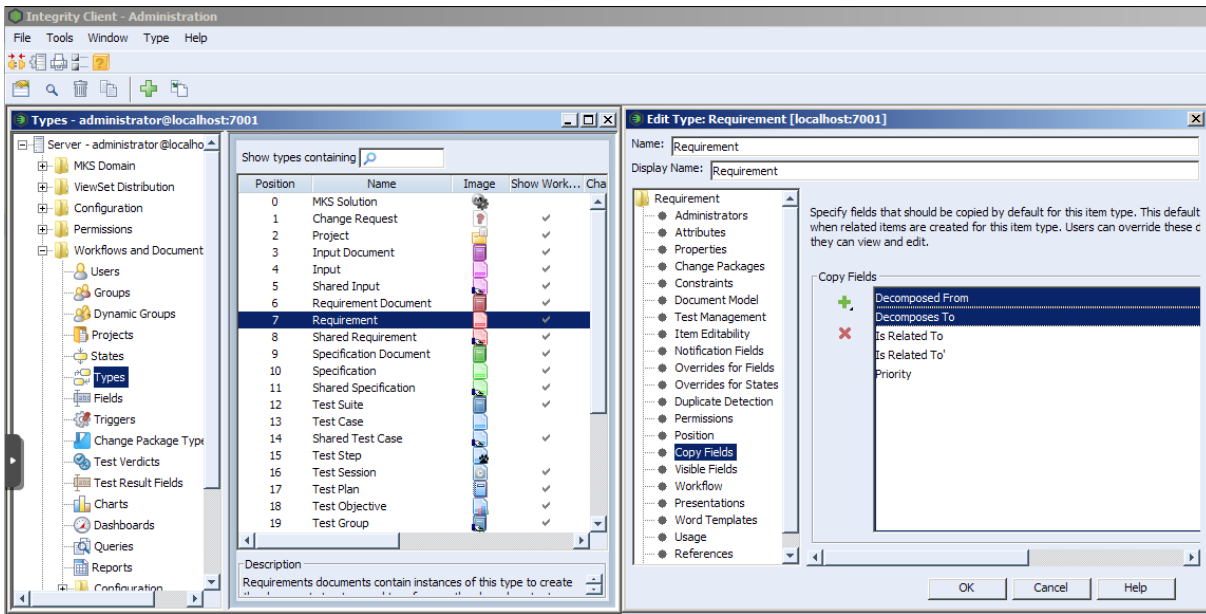 Integrity Client - Administration
File Tools Window Type Help
Types - administrator@localhost:7001
Server - administrator@localho
MKS Domain
ViewSet Distribution
Configuration
Permissions
Workflows and Document
Users
Groups
Dynamic Groups
Projects
States
Types
Fields
Triggers
Change Package Type
Test Verdicts
Test Result Fields
Charts
Dashboards
Queries
Reports
Configuration
Show types containing
Position Name Image Show Work... Cha
0 MKS Solution
1 Change Request
2 Project
3 Input Document
4 Input
5 Shared Input
6 Requirement Document
7 Requirement
8 Shared Requirement
9 Specification Document
10 Specification
11 Shared Specification
12 Test Suite
13 Test Case
14 Shared Test Case
15 Test Step
16 Test Session
17 Test Plan
18 Test Objective
19 Test Group
Description
Requirements documents contain instances of this type to create
Edit Type: Requirement [localhost:7001]
Name: Requirement
Display Name: Requirement
Requirement
Administrators
Attributes
Properties
Change Packages
Constraints
Document Model
Test Management
Item Editability
Notification Fields
Overrides for Fields
Overrides for States
Duplicate Detection
Permissions
Position
Copy Fields
Visible Fields
Workflow
Presentations
Word Templates
Usage
References
Specify fields that should be copied by default for this item type. This default
when related items are created for this item type. Users can override these d
they can view and edit.
Copy Fields
Decomposed From
Decomposes To
Is Related To
Is Related To'
Priority
OK Cancel Help